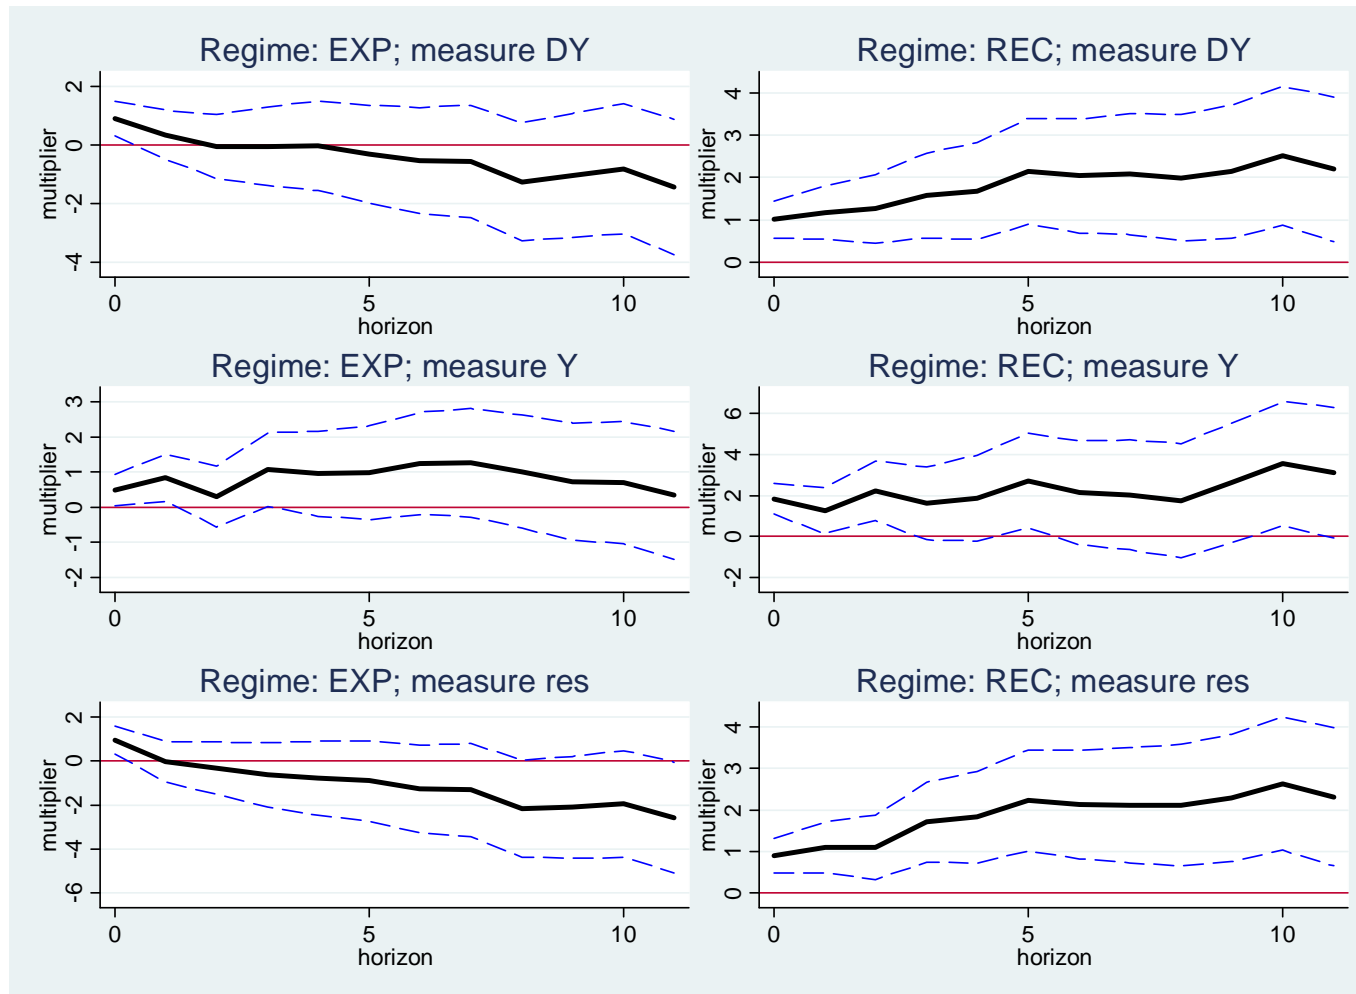 Regime: EXP; measure DY
multiplier
2
0
-2
-4
0 5 10
horizon
Regime: REC; measure DY
multiplier
4
3
2
1
0
0 5 10
horizon
Regime: EXP; measure Y
multiplier
3
2
1
0
-1
-2
0 5 10
horizon
Regime: REC; measure Y
multiplier
6
4
2
0
-2
0 5 10
horizon
Regime: EXP; measure res
multiplier
2
0
-2
-4
-6
0 5 10
horizon
Regime: REC; measure res
multiplier
4
3
2
1
0
0 5 10
horizon